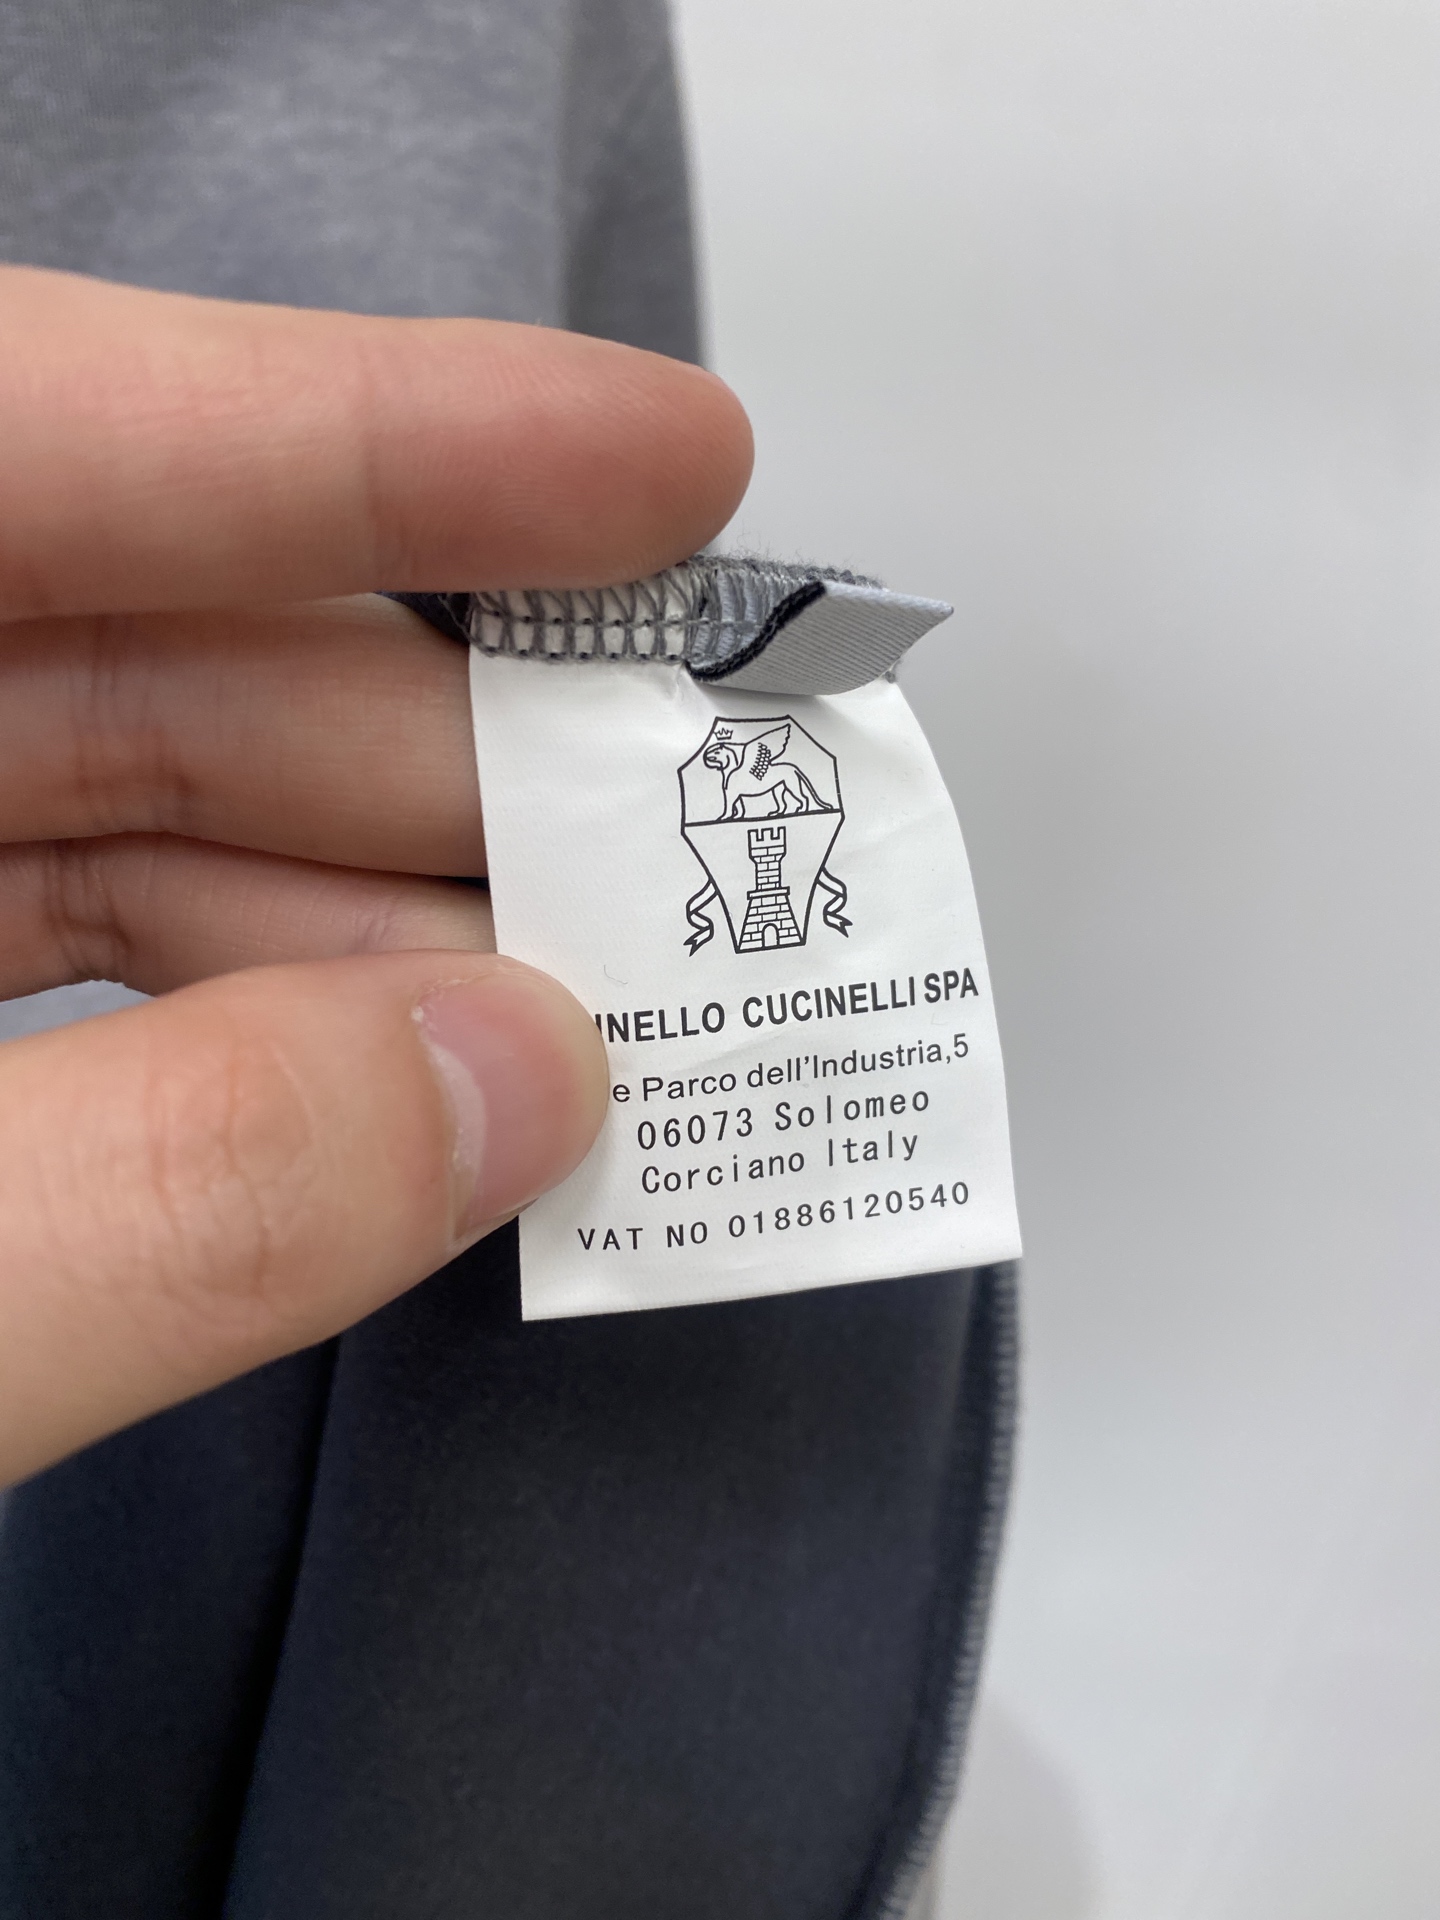 INELLO CUCINELLI SPA
e Parco dell'Industria,5
06073 Solomeo
Corciano Italy
VAT NO 01886120540